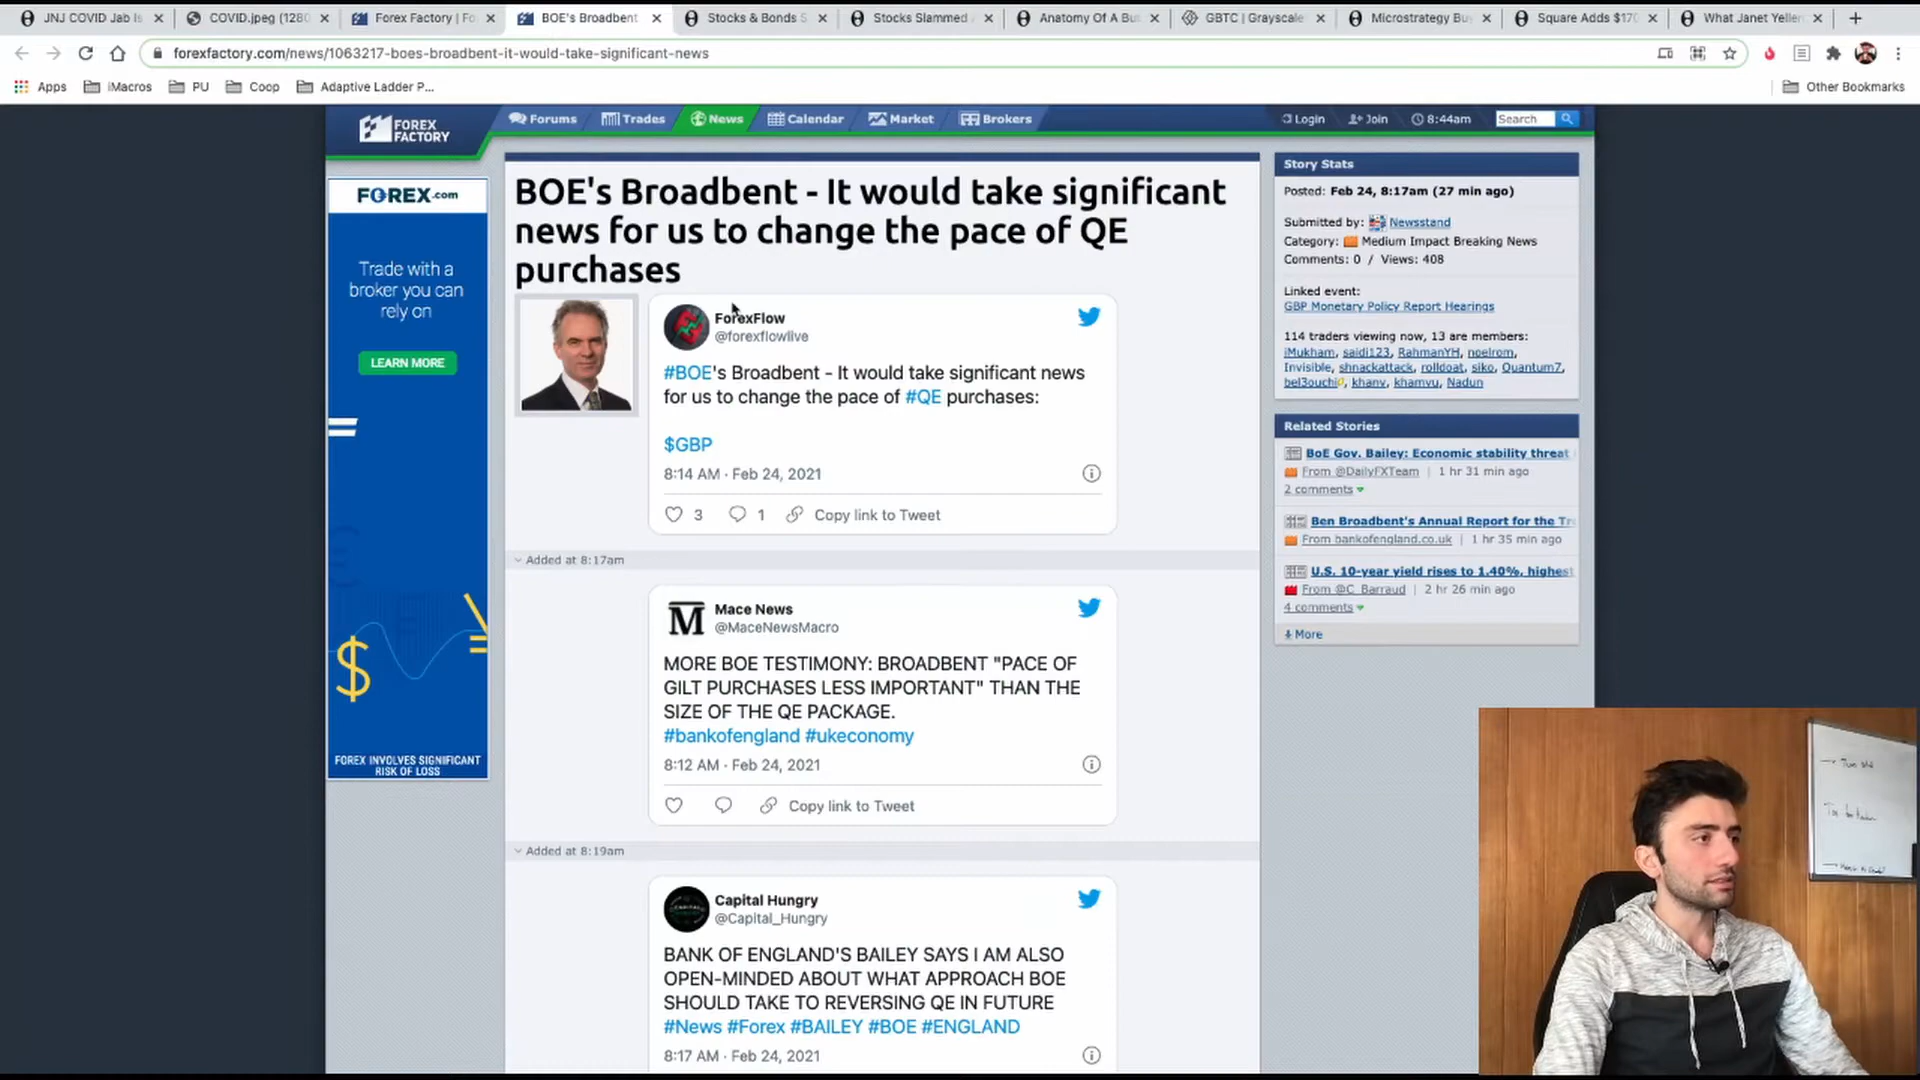 JNJ COVID Jab Is
COVID.jpeg (1280
Forex Factory | Fo
BOE's Broadbent
Stocks & Bonds S
Stocks Slammed
Anatomy Of A Bu
GBTC | Grayscale
Microstrategy Bu
Square Adds $170
What Janet Yellen
forexfactory.com/news/1063217-boes-broadbent-it-would-take-significant-news
Apps
iMacros
PU
Coop
Adaptive Ladder P...
Other Bookmarks
FOREX
FACTORY
Forums
Trades
News
Calendar
Market
Brokers
Login
Join
8:44am
Search
FOREX.com
Trade with a
broker you can
rely on
LEARN MORE
FOREX INVOLVES SIGNIFICANT
RISK OF LOSS
BOE's Broadbent - It would take significant
news for us to change the pace of QE
purchases
ForexFlow
@forexflowlive
#BOE's Broadbent - It would take significant news
for us to change the pace of #QE purchases:
$GBP
8:14 AM · Feb 24, 2021
3
1
Copy link to Tweet
Added at 8:17am
M
Mace News
@MaceNewsMacro
MORE BOE TESTIMONY: BROADBENT "PACE OF
GILT PURCHASES LESS IMPORTANT" THAN THE
SIZE OF THE QE PACKAGE.
#bankofengland #ukeconomy
8:12 AM · Feb 24, 2021
Copy link to Tweet
Added at 8:19am
Capital Hungry
@Capital_Hungry
BANK OF ENGLAND'S BAILEY SAYS I AM ALSO
OPEN-MINDED ABOUT WHAT APPROACH BOE
SHOULD TAKE TO REVERSING QE IN FUTURE
#News #Forex #BAILEY #BOE #ENGLAND
8:17 AM · Feb 24, 2021
Story Stats
Posted: Feb 24, 8:17am (27 min ago)
Submitted by: Newsstand
Category: Medium Impact Breaking News
Comments: 0 / Views: 408
Linked event:
GBP Monetary Policy Report Hearings
114 traders viewing now, 13 are members:
iMukham, saidi123, RahmanYH, noelrom,
Invisible, shnackattack, rolldoat, siko, Quantum7,
bel3ouchi, khanv, khamvu, Nadun
Related Stories
BoE Gov. Bailey: Economic stability threat
From @DailyFXTeam | 1 hr 31 min ago
2 comments
Ben Broadbent's Annual Report for the Tr
From bankofengland.co.uk | 1 hr 35 min ago
U.S. 10-year yield rises to 1.40%, highes
From @C_Barraud | 2 hr 26 min ago
4 comments
More